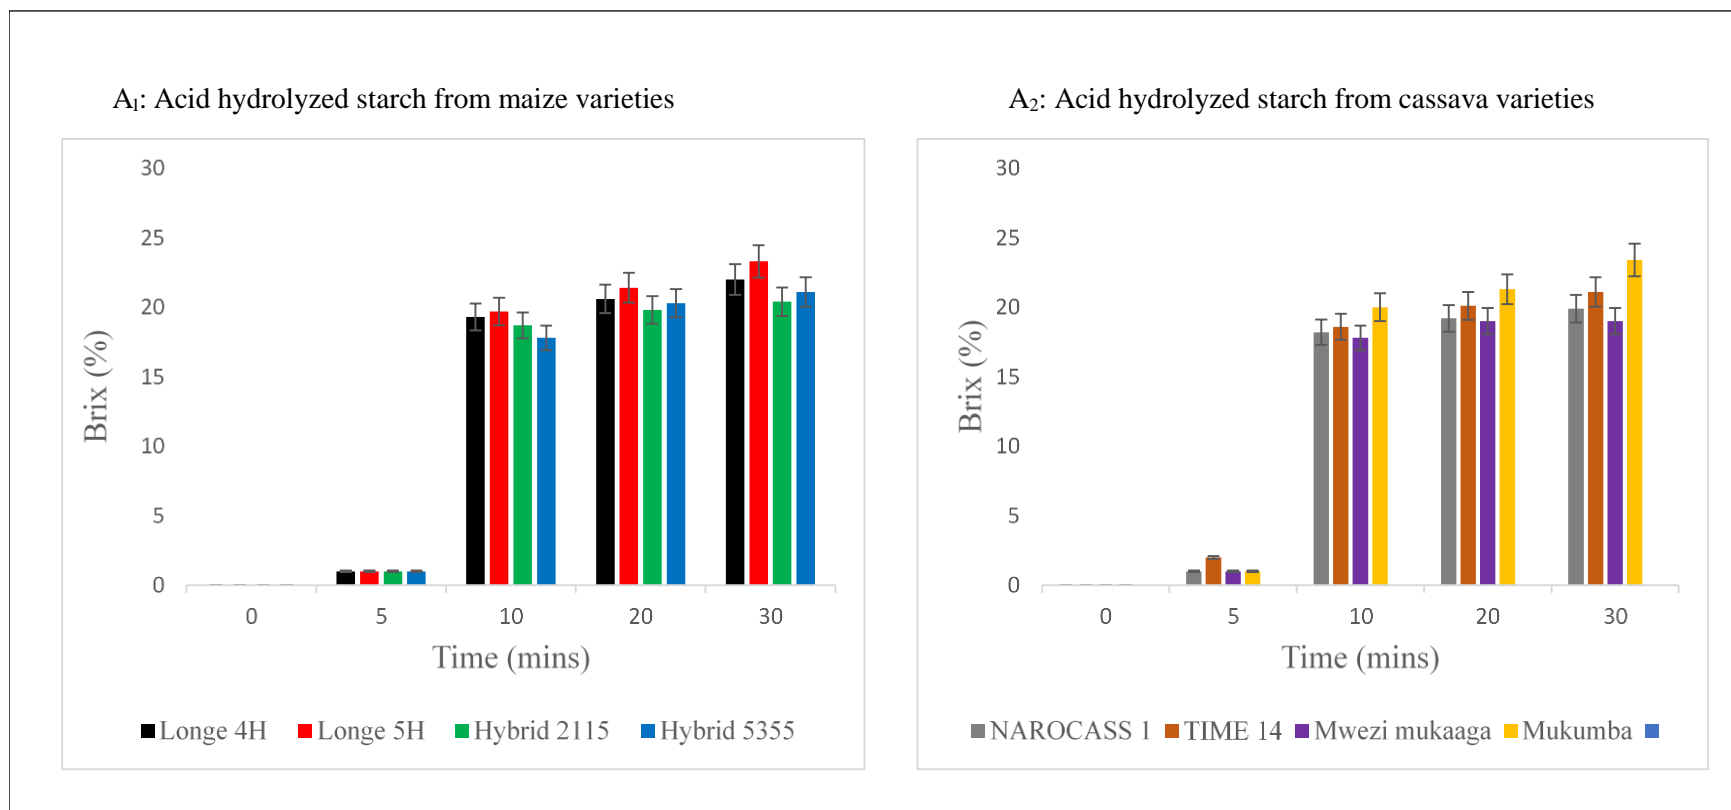 A₁: Acid hydrolyzed starch from maize varieties
30
25
20
15
10
5
0
Brix (%)
0 5 10 20 30
Time (mins)
Longe 4H Longe 5H Hybrid 2115 Hybrid 5355
A₂: Acid hydrolyzed starch from cassava varieties
30
25
20
15
10
5
0
Brix (%)
0 5 10 20 30
Time (mins)
NAROCASS 1 TIME 14 Mwezi mukaaga Mukumba